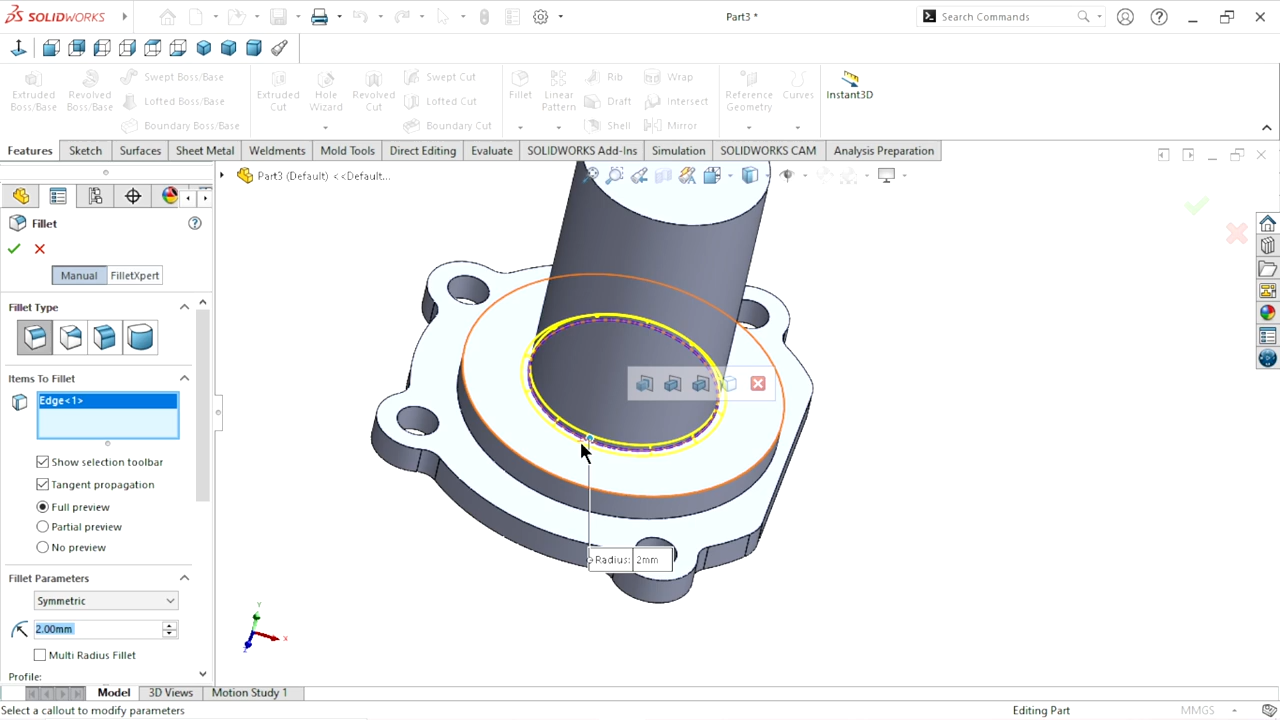 SOLIDWORKS
Part3 *
Search Commands
Extruded Boss/Base
Revolved Boss/Base
Swept Boss/Base
Lofted Boss/Base
Boundary Boss/Base
Extruded Cut
Hole Wizard
Revolved Cut
Swept Cut
Lofted Cut
Boundary Cut
Fillet
Linear Pattern
Rib
Draft
Shell
Wrap
Intersect
Mirror
Reference Geometry
Curves
Instant3D
Features
Sketch
Surfaces
Sheet Metal
Weldments
Mold Tools
Direct Editing
Evaluate
SOLIDWORKS Add-Ins
Simulation
SOLIDWORKS CAM
Analysis Preparation
Part3 (Default) <<Default...
Fillet
Manual
FilletXpert
Fillet Type
Items To Fillet
Edge<1>
Show selection toolbar
Tangent propagation
Full preview
Partial preview
No preview
Fillet Parameters
Symmetric
2.00mm
Multi Radius Fillet
Profile:
Radius: 2mm
Y
X
Z
Model
3D Views
Motion Study 1
Select a callout to modify parameters
Editing Part
MMGS